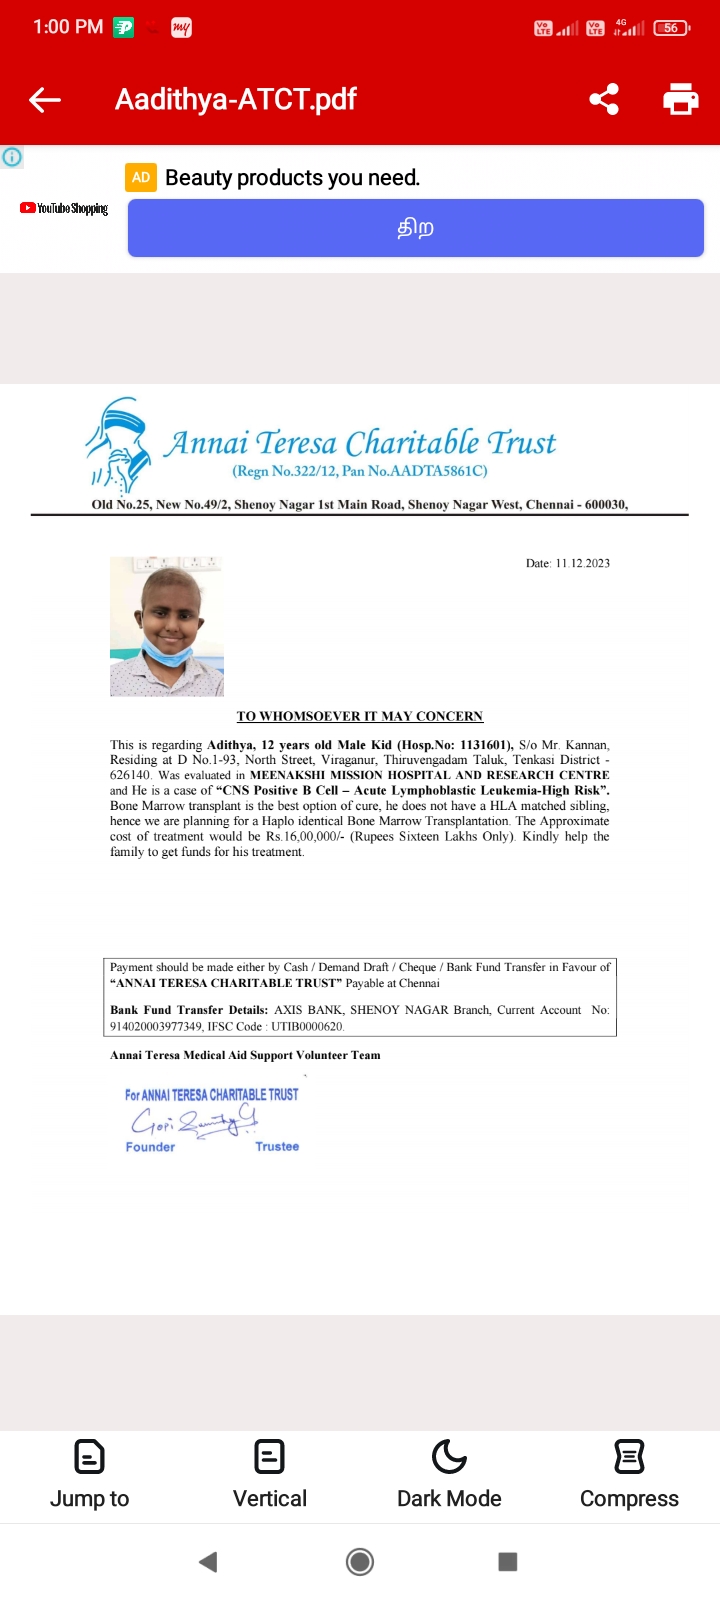 1:00 PM
my
Vo LTE
Vo LTE
4G
56
Aadithya-ATCT.pdf
AD Beauty products you need.
YouTube Shopping
திற
Annai Teresa Charitable Trust
(Regn No.322/12, Pan No.AADTA5861C)
Old No.25, New No.49/2, Shenoy Nagar 1st Main Road, Shenoy Nagar West, Chennai - 600030,
Date: 11.12.2023
TO WHOMSOEVER IT MAY CONCERN
This is regarding Adithya, 12 years old Male Kid (Hosp.No: 1131601), S/o Mr. Kannan,
Residing at D No.1-93, North Street, Viraganur, Thiruvengadam Taluk, Tenkasi District -
626140. Was evaluated in MEENAKSHI MISSION HOSPITAL AND RESEARCH CENTRE
and He is a case of “CNS Positive B Cell – Acute Lymphoblastic Leukemia-High Risk”.
Bone Marrow transplant is the best option of cure, he does not have a HLA matched sibling,
hence we are planning for a Haplo identical Bone Marrow Transplantation. The Approximate
cost of treatment would be Rs.16,00,000/- (Rupees Sixteen Lakhs Only). Kindly help the
family to get funds for his treatment.
Payment should be made either by Cash / Demand Draft / Cheque / Bank Fund Transfer in Favour of
“ANNAI TERESA CHARITABLE TRUST” Payable at Chennai
Bank Fund Transfer Details: AXIS BANK, SHENOY NAGAR Branch, Current Account No:
914020003977349, IFSC Code : UTIB0000620.
Annai Teresa Medical Aid Support Volunteer Team
For ANNAI TERESA CHARITABLE TRUST
Gopi
Founder Trustee
Jump to
Vertical
Dark Mode
Compress